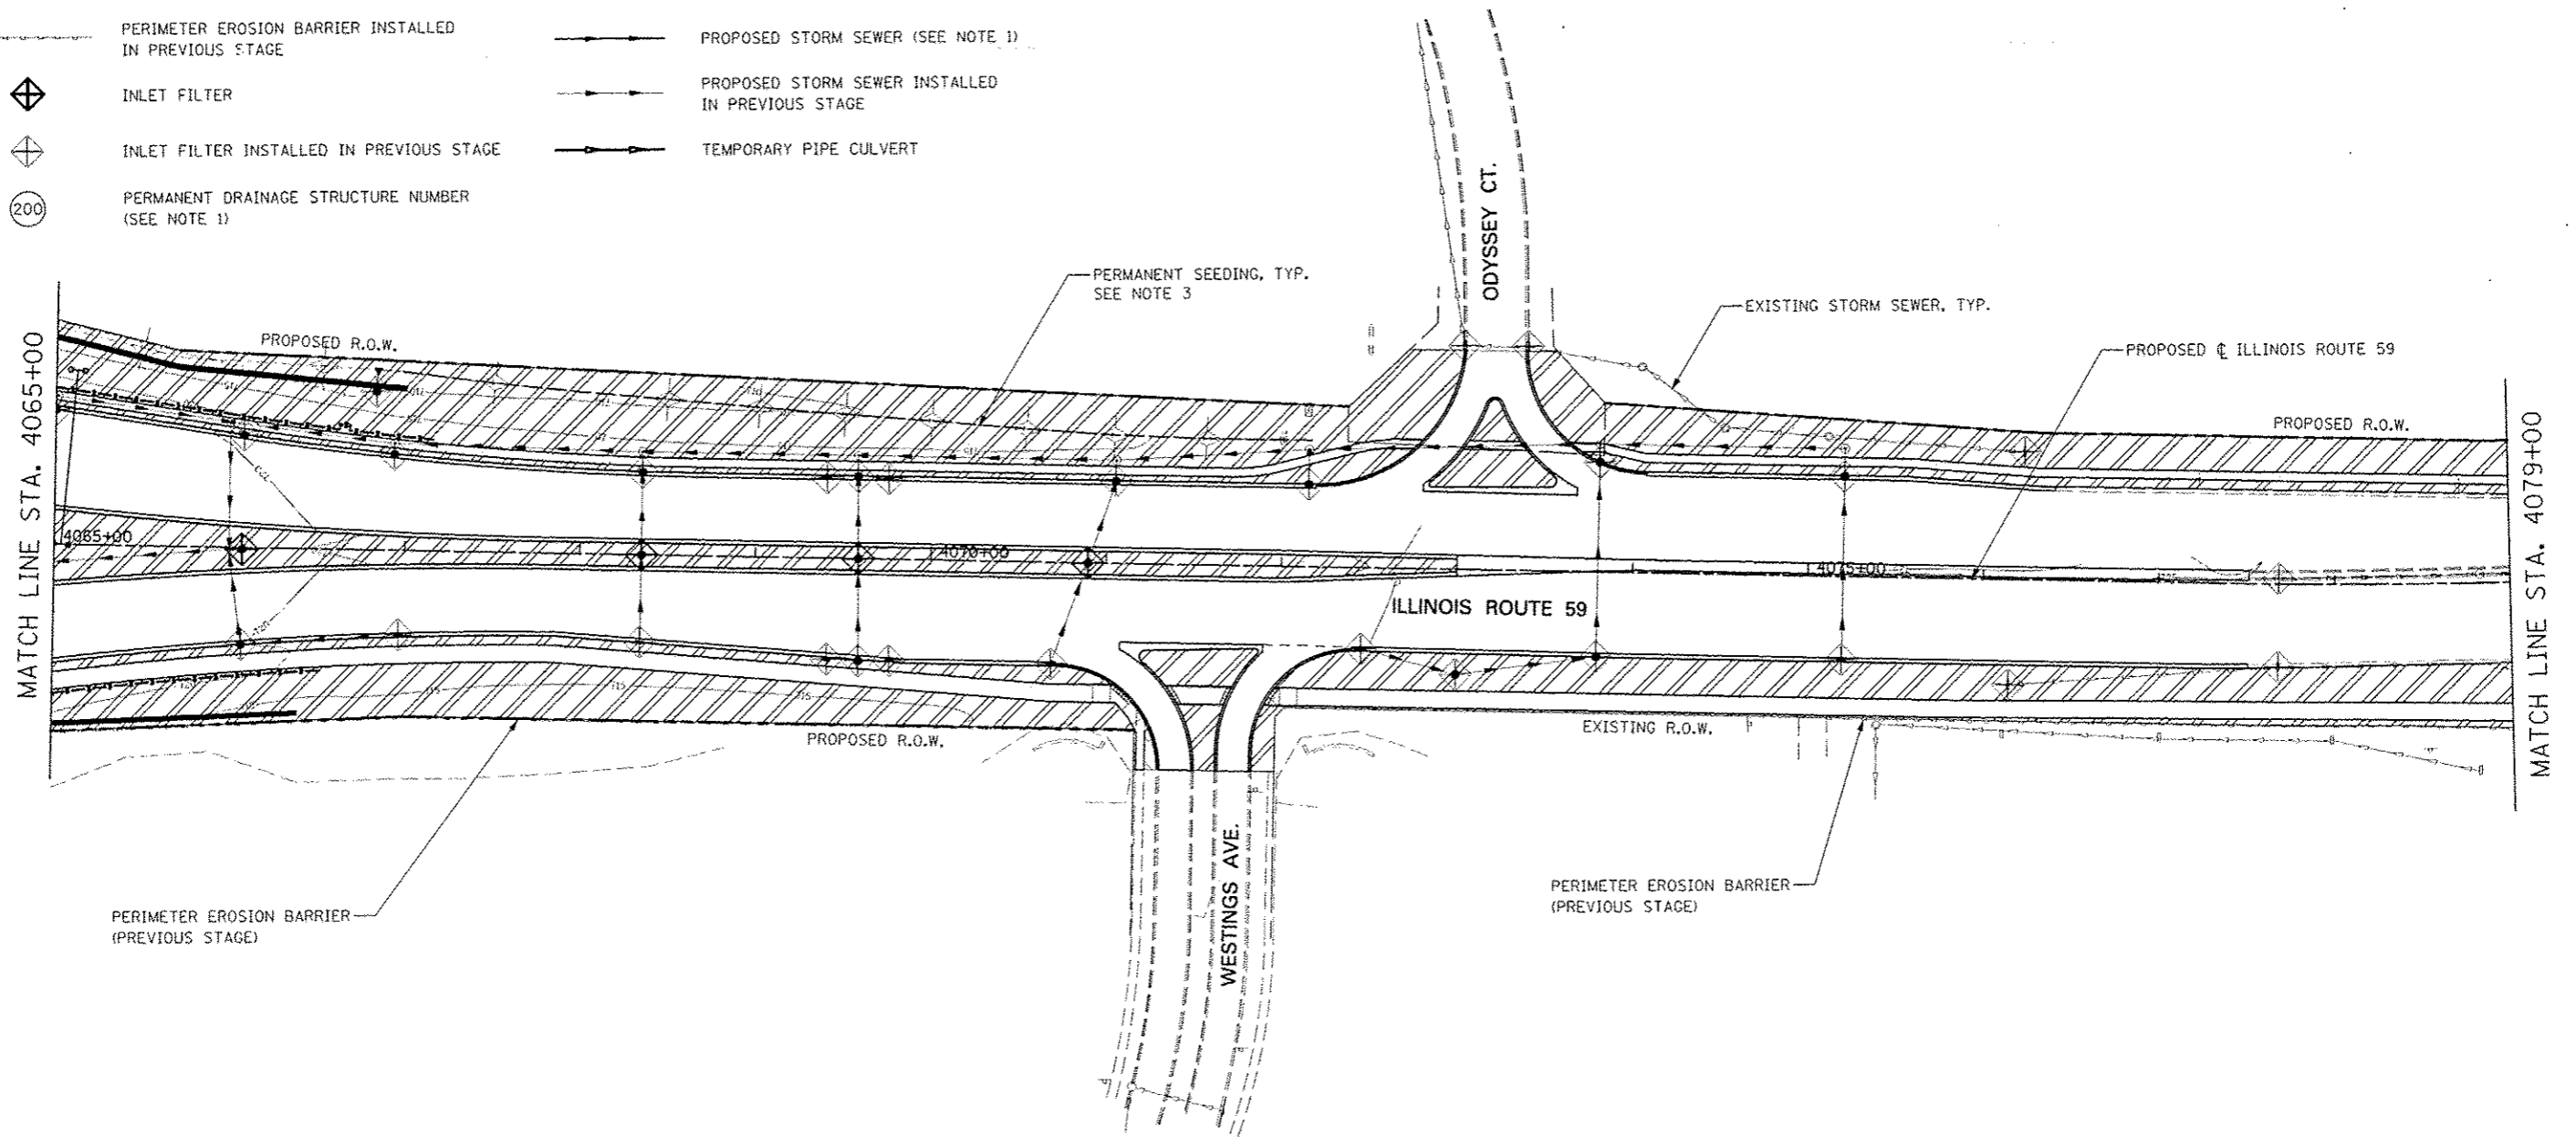 PERIMETER EROSION BARRIER INSTALLED
IN PREVIOUS STAGE
INLET FILTER
INLET FILTER INSTALLED IN PREVIOUS STAGE
200
PERMANENT DRAINAGE STRUCTURE NUMBER
(SEE NOTE 1)
PROPOSED STORM SEWER (SEE NOTE 1)
PROPOSED STORM SEWER INSTALLED
IN PREVIOUS STAGE
TEMPORARY PIPE CULVERT
ODYSSEY CT.
PERMANENT SEEDING, TYP.
SEE NOTE 3
EXISTING STORM SEWER, TYP.
PROPOSED R.O.W.
PROPOSED ℄ ILLINOIS ROUTE 59
PROPOSED R.O.W.
MATCH LINE STA. 4065+00
MATCH LINE STA. 4079+00
4065+00
4070+00
4075+00
ILLINOIS ROUTE 59
715
715
715
PROPOSED R.O.W.
EXISTING R.O.W.
WESTINGS AVE.
PERIMETER EROSION BARRIER
(PREVIOUS STAGE)
PERIMETER EROSION BARRIER
(PREVIOUS STAGE)